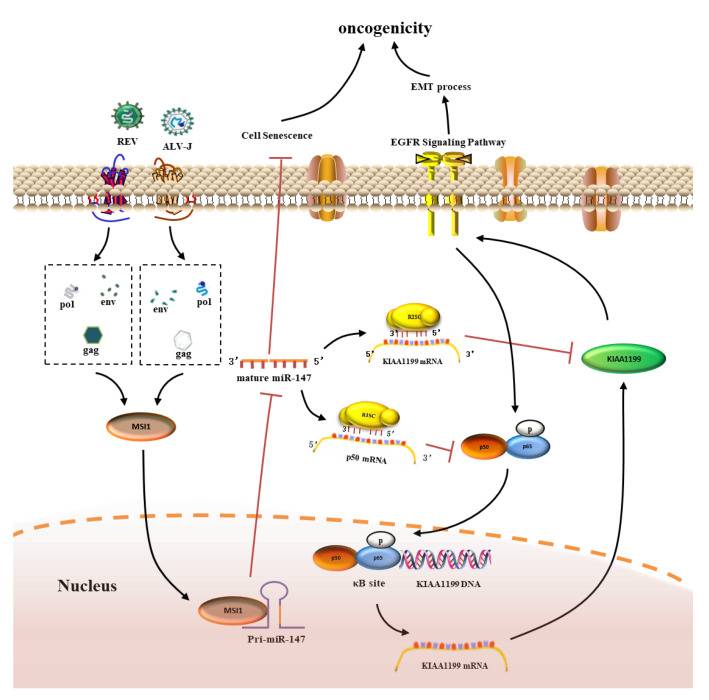 oncogenicity
EMT process
REV
ALV-J
Cell Senescence
EGFR Signaling Pathway
pol
env
gag
env
pol
gag
RISC
3' 5'
5' 3'
KIAA1199 mRNA
KIAA1199
3' 5'
mature miR-147
RISC
3' 5'
5' 3'
p50 mRNA
MSI1
P
p50
p65
P
p50
p65
κB site
KIAA1199 DNA
Nucleus
MSI1
Pri-miR-147
KIAA1199 mRNA